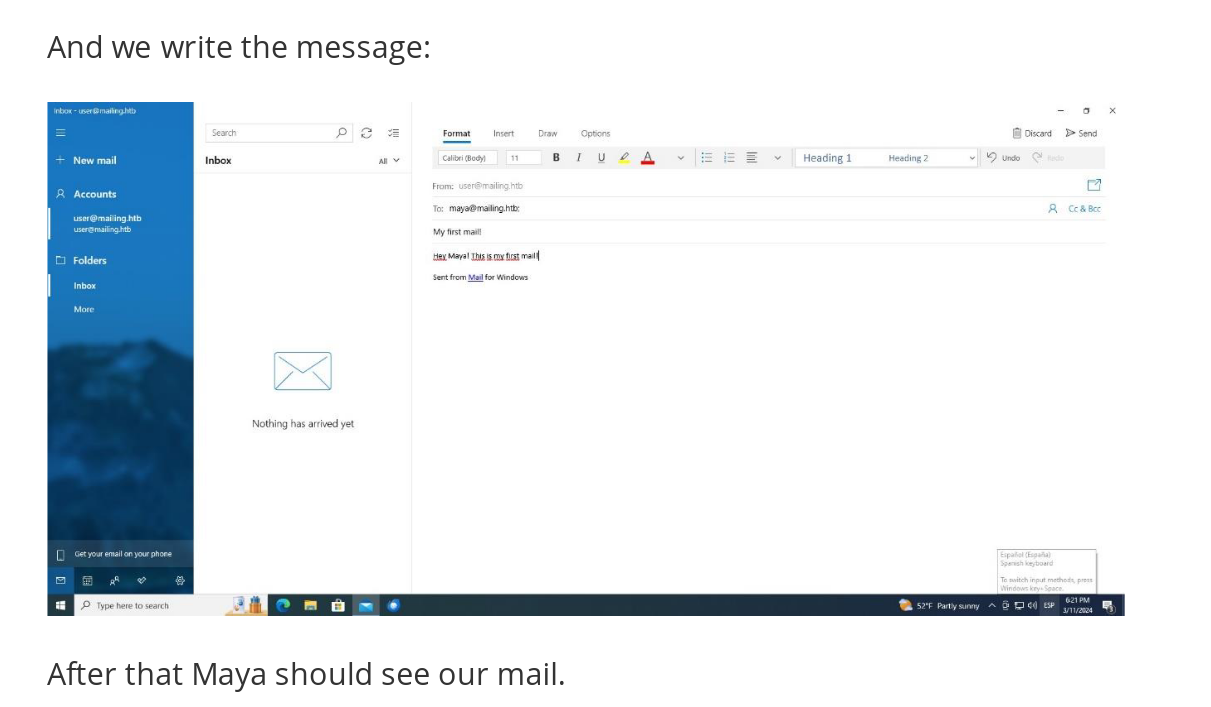 And we write the message:
Inbox - user@mailing.htb
Search
Format Insert Draw Options
Discard Send
New mail
Inbox
All
Calibri (Body) 11 B I U A Heading 1 Heading 2 Undo Redo
Accounts
From: user@mailing.htb
user@mailing.htb
user@mailing.htb
To: maya@mailing.htb;
Cc & Bcc
My first mail!
Folders
Hey Maya! This is my first mail!
Inbox
Sent from Mail for Windows
More
Nothing has arrived yet
Get your email on your phone
Español (España)
Spanish keyboard
To switch input methods, press
Windows key+Space.
Type here to search
52°F Partly sunny
ESP
6:21 PM
3/11/2024
After that Maya should see our mail.